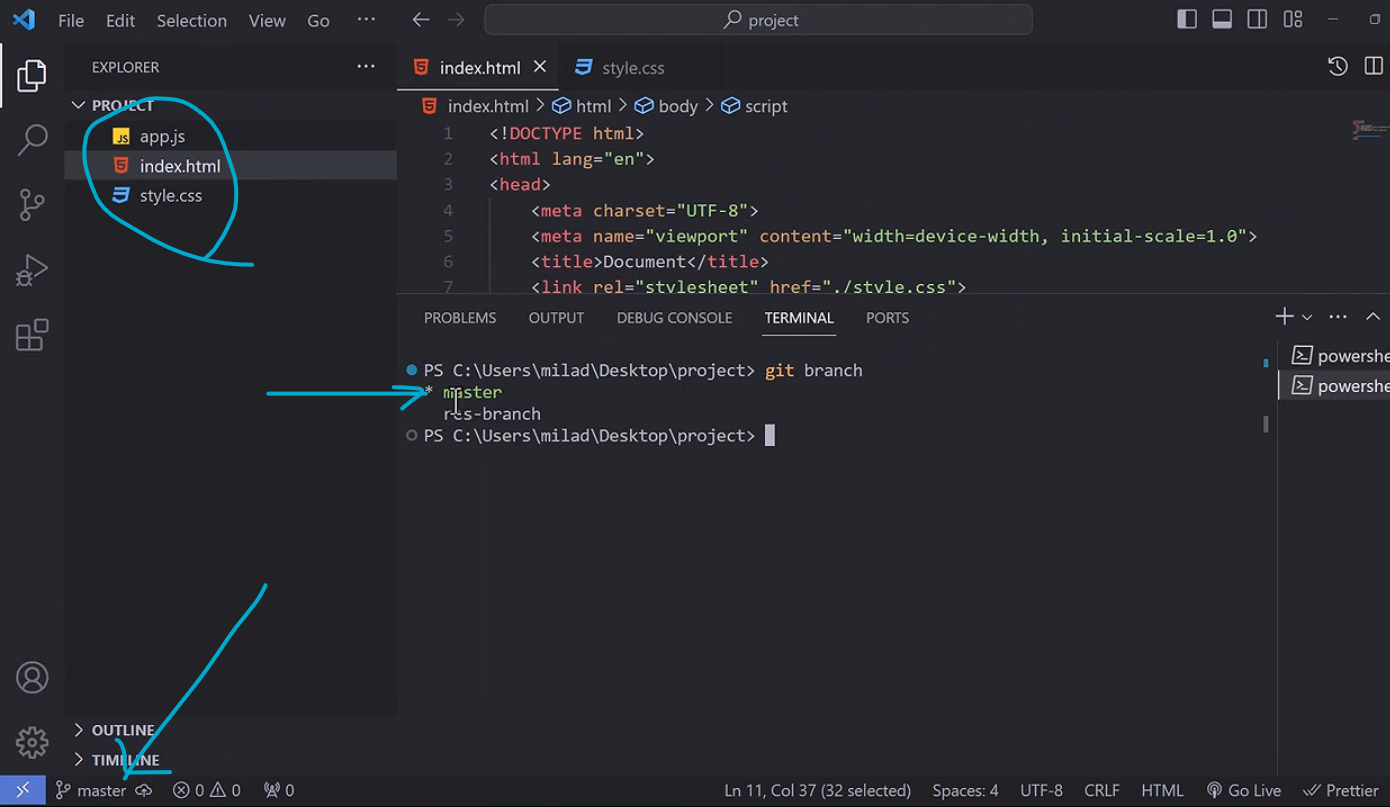 File Edit Selection View Go ··· project
EXPLORER ···
index.html
style.css
PROJECT
JS app.js
index.html
style.css
index.html > html > body > script
1 <!DOCTYPE html>
2 <html lang="en">
3 <head>
4 <meta charset="UTF-8">
5 <meta name="viewport" content="width=device-width, initial-scale=1.0">
6 <title>Document</title>
7 <link rel="stylesheet" href="./style.css">
PROBLEMS OUTPUT DEBUG CONSOLE TERMINAL PORTS
PS C:\Users\milad\Desktop\project> git branch
* master
res-branch
PS C:\Users\milad\Desktop\project>
powershe
powershe
OUTLINE
TIMELINE
master 0 0 0 Ln 11, Col 37 (32 selected) Spaces: 4 UTF-8 CRLF HTML Go Live Prettier